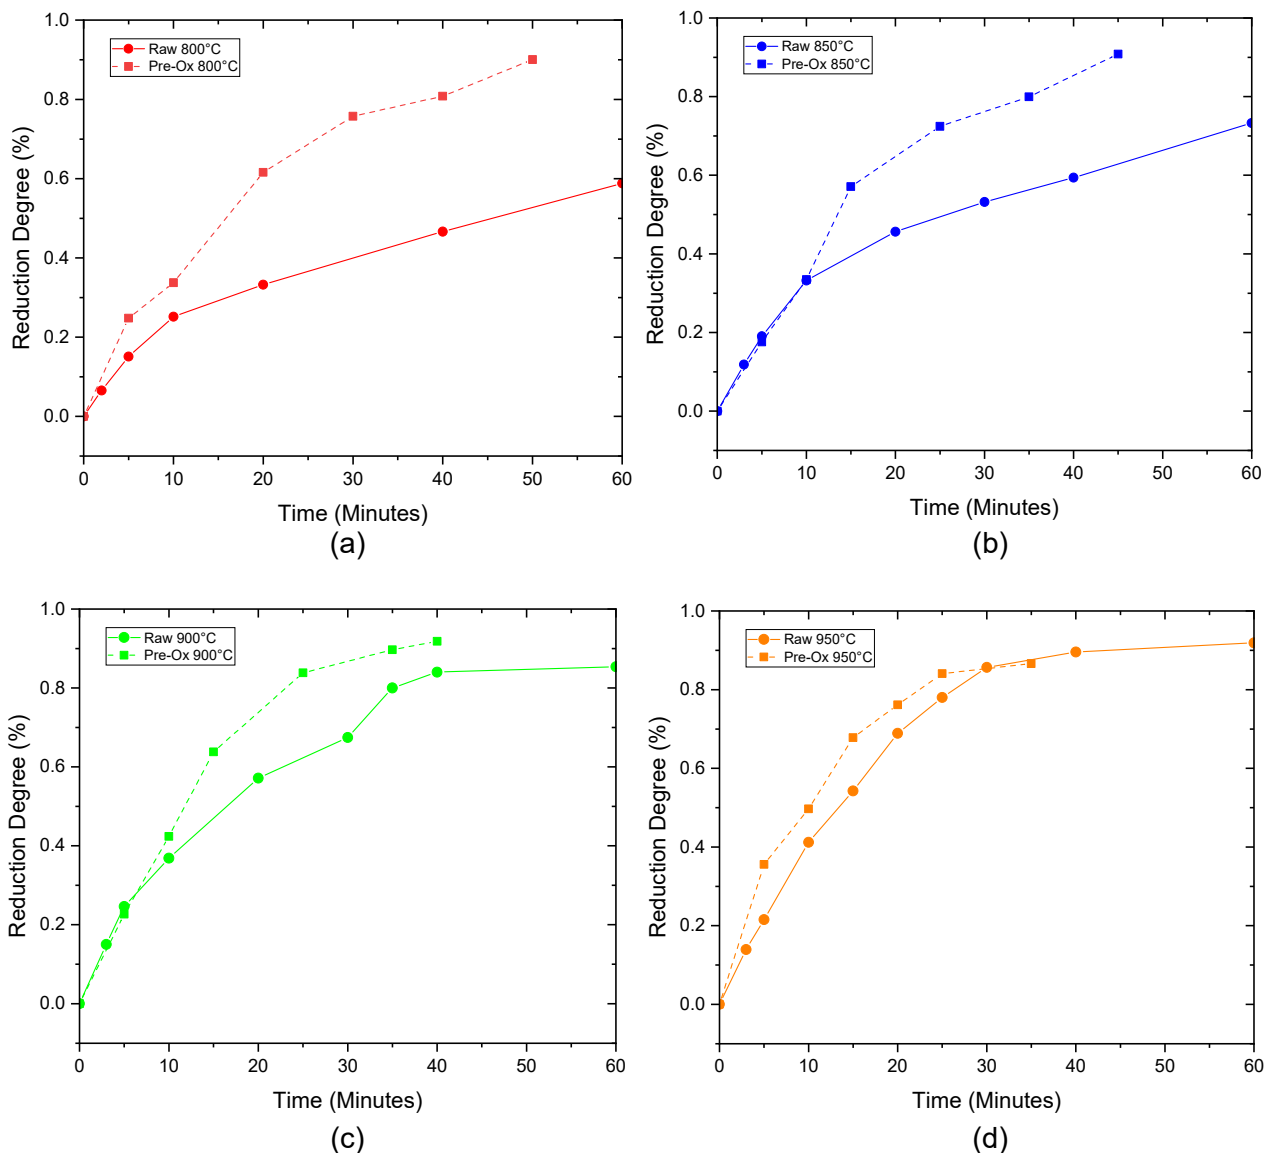 Raw 800°C
Pre-Ox 800°C
Reduction Degree (%)
1.0
0.8
0.6
0.4
0.2
0.0
0 10 20 30 40 50 60
Time (Minutes)
(a)
Raw 850°C
Pre-Ox 850°C
Reduction Degree (%)
1.0
0.8
0.6
0.4
0.2
0.0
0 10 20 30 40 50 60
Time (Minutes)
(b)
Raw 900°C
Pre-Ox 900°C
Reduction Degree (%)
1.0
0.8
0.6
0.4
0.2
0.0
0 10 20 30 40 50 60
Time (Minutes)
(c)
Raw 950°C
Pre-Ox 950°C
Reduction Degree (%)
1.0
0.8
0.6
0.4
0.2
0.0
0 10 20 30 40 50 60
Time (Minutes)
(d)